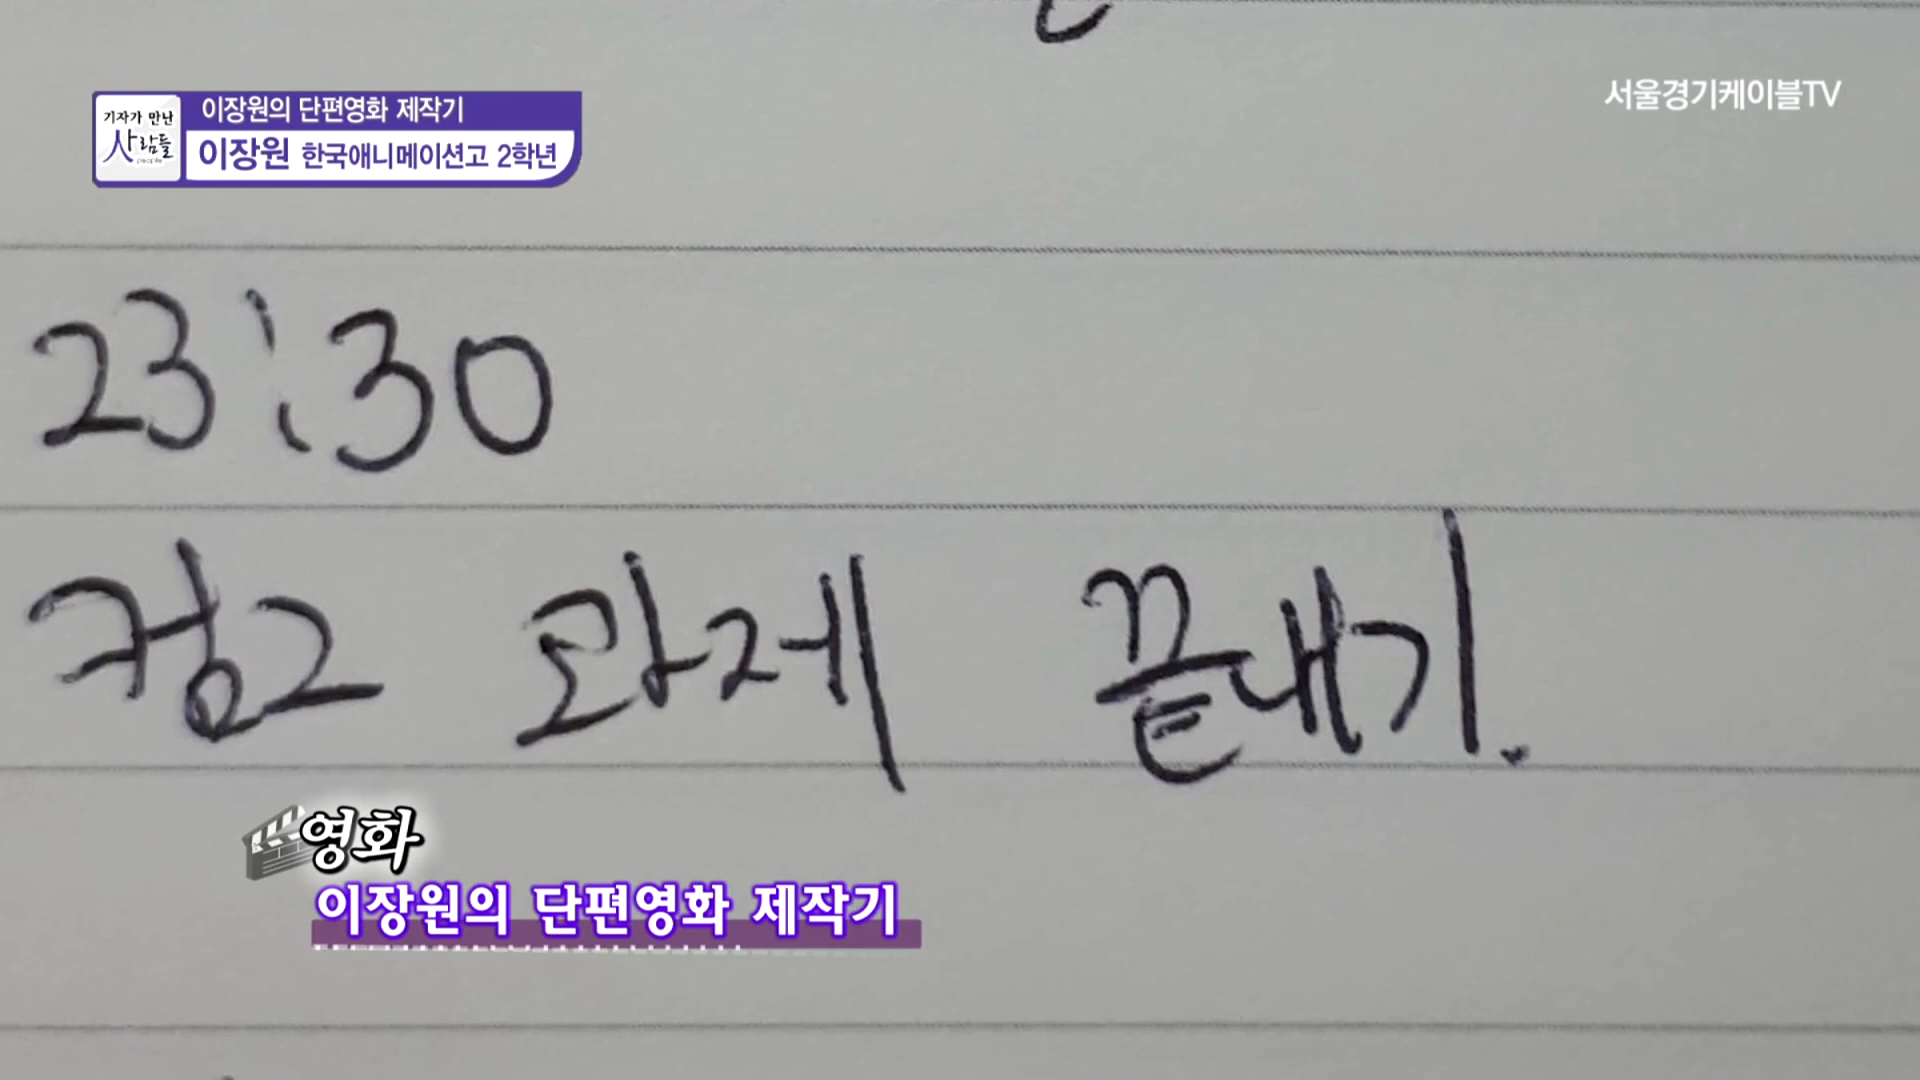 이장원의 단편영화 제작기
기자가 만난
사람들
people
이장원 한국애니메이션고 2학년
서울경기케이블TV
23:30
컴그 과제 끝내기.
영화
이장원의 단편영화 제작기